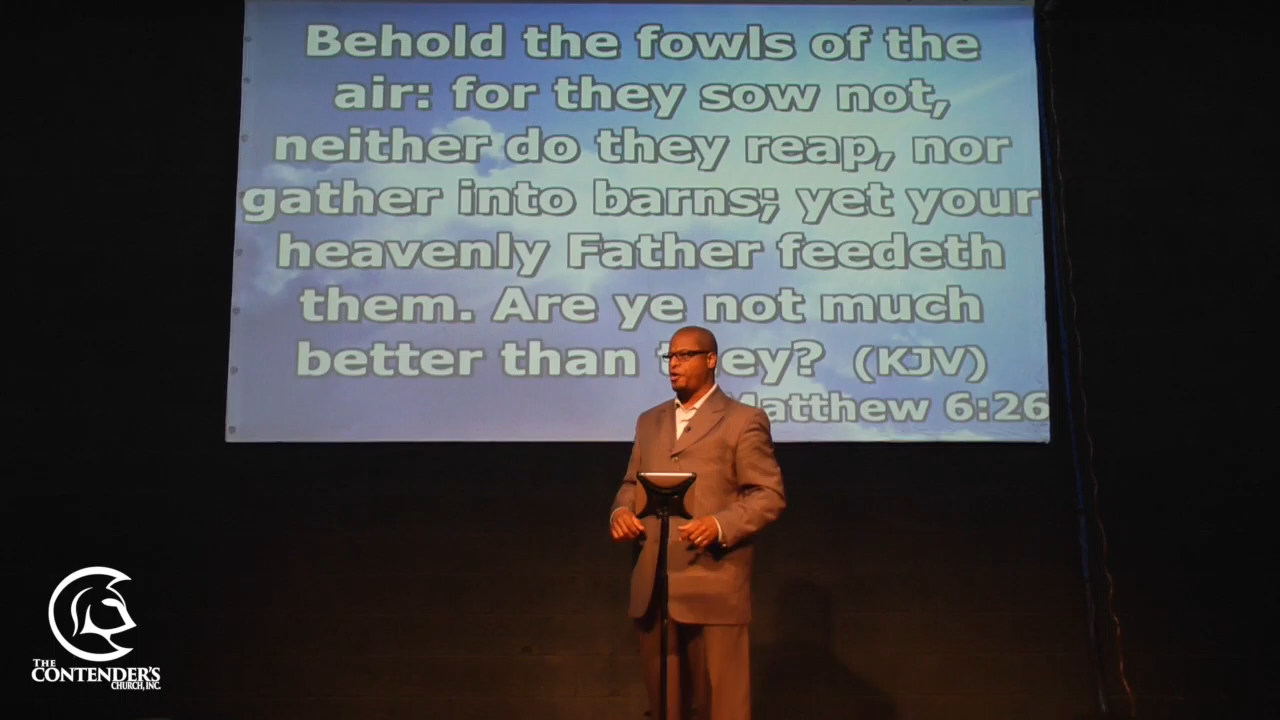 Behold the fowls of the
air: for they sow not,
neither do they reap, nor
gather into barns; yet your
heavenly Father feedeth
them. Are ye not much
better than they? (KJV)
Matthew 6:26
THE
CONTENDER'S
CHURCH, INC.